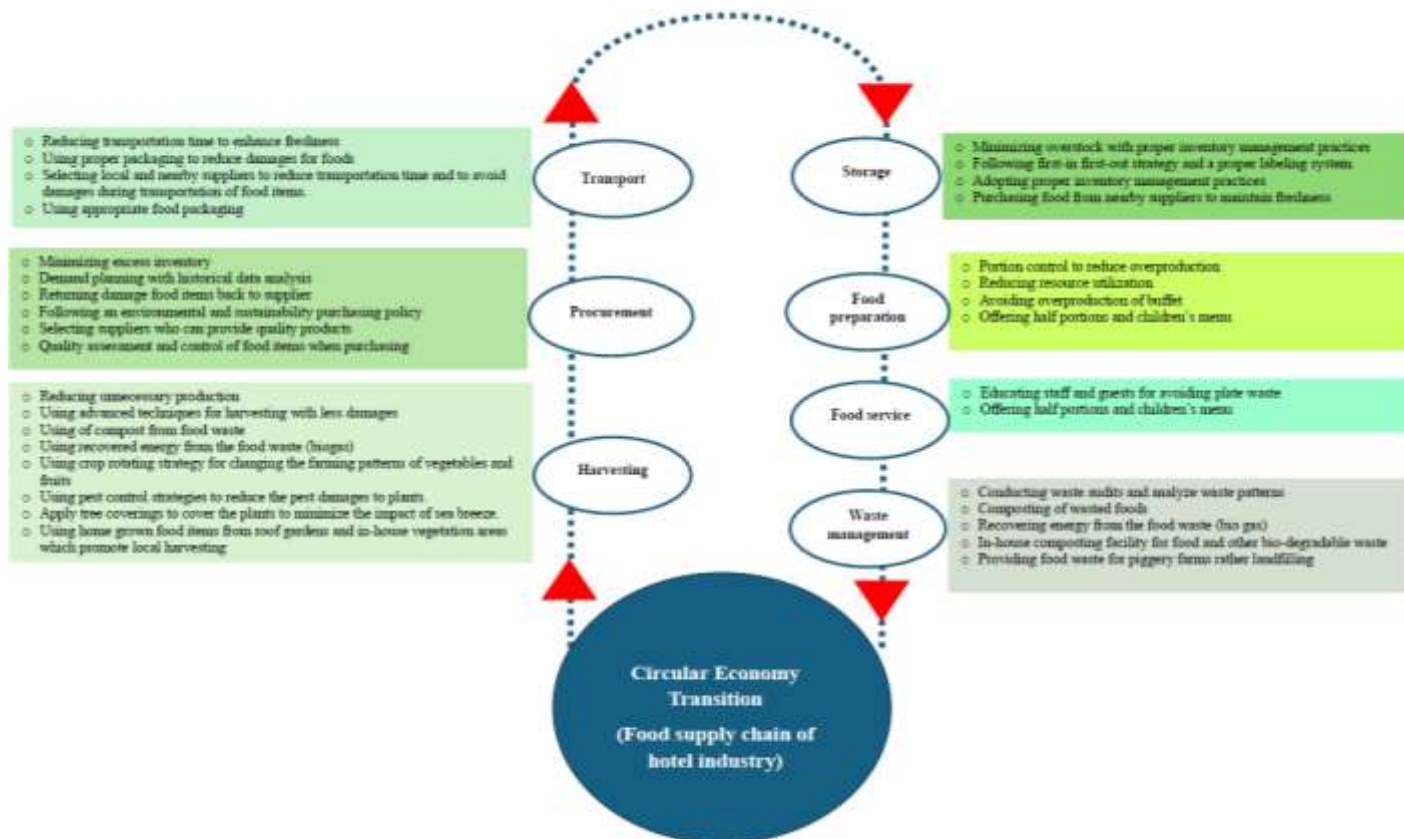 Transport
○ Reducing transportation time to enhance freshness
○ Using proper packaging to reduce damages for foods
○ Selecting local and nearby suppliers to reduce transportation time and to avoid
damages during transportation of food items.
○ Using appropriate food packaging
Procurement
○ Minimizing excess inventory
○ Demand planning with historical data analysis
○ Returning damage food items back to supplier
○ Following an environmental and sustainability purchasing policy
○ Selecting suppliers who can provide quality products
○ Quality assessment and control of food items when purchasing
Harvesting
○ Reducing unnecessary production
○ Using advanced techniques for harvesting with less damages
○ Using of compost from food waste
○ Using recovered energy from the food waste (biogas)
○ Using crop rotating strategy for changing the farming patterns of vegetables and
fruits
○ Using pest control strategies to reduce the pest damages to plants.
○ Apply tree coverings to cover the plants to minimize the impact of sea breeze.
○ Using home grown food items from roof gardens and in-house vegetation areas
which promote local harvesting
Storage
○ Minimizing overstock with proper inventory management practices
○ Following first-in first-out strategy and a proper labeling system
○ Adopting proper inventory management practices
○ Purchasing food from nearby suppliers to maintain freshness
Food
preparation
○ Portion control to reduce overproduction
○ Reducing resource utilization
○ Avoiding overproduction of buffet
○ Offering half portions and children's menu
Food service
○ Educating staff and guests for avoiding plate waste
○ Offering half portions and children's menu
Waste
management
○ Conducting waste audits and analyze waste patterns
○ Composting of wasted foods
○ Recovering energy from the food waste (bio gas)
○ In-house composting facility for food and other bio-degradable waste
○ Providing food waste for piggery farms rather landfilling
Circular Economy
Transition
(Food supply chain of
hotel industry)